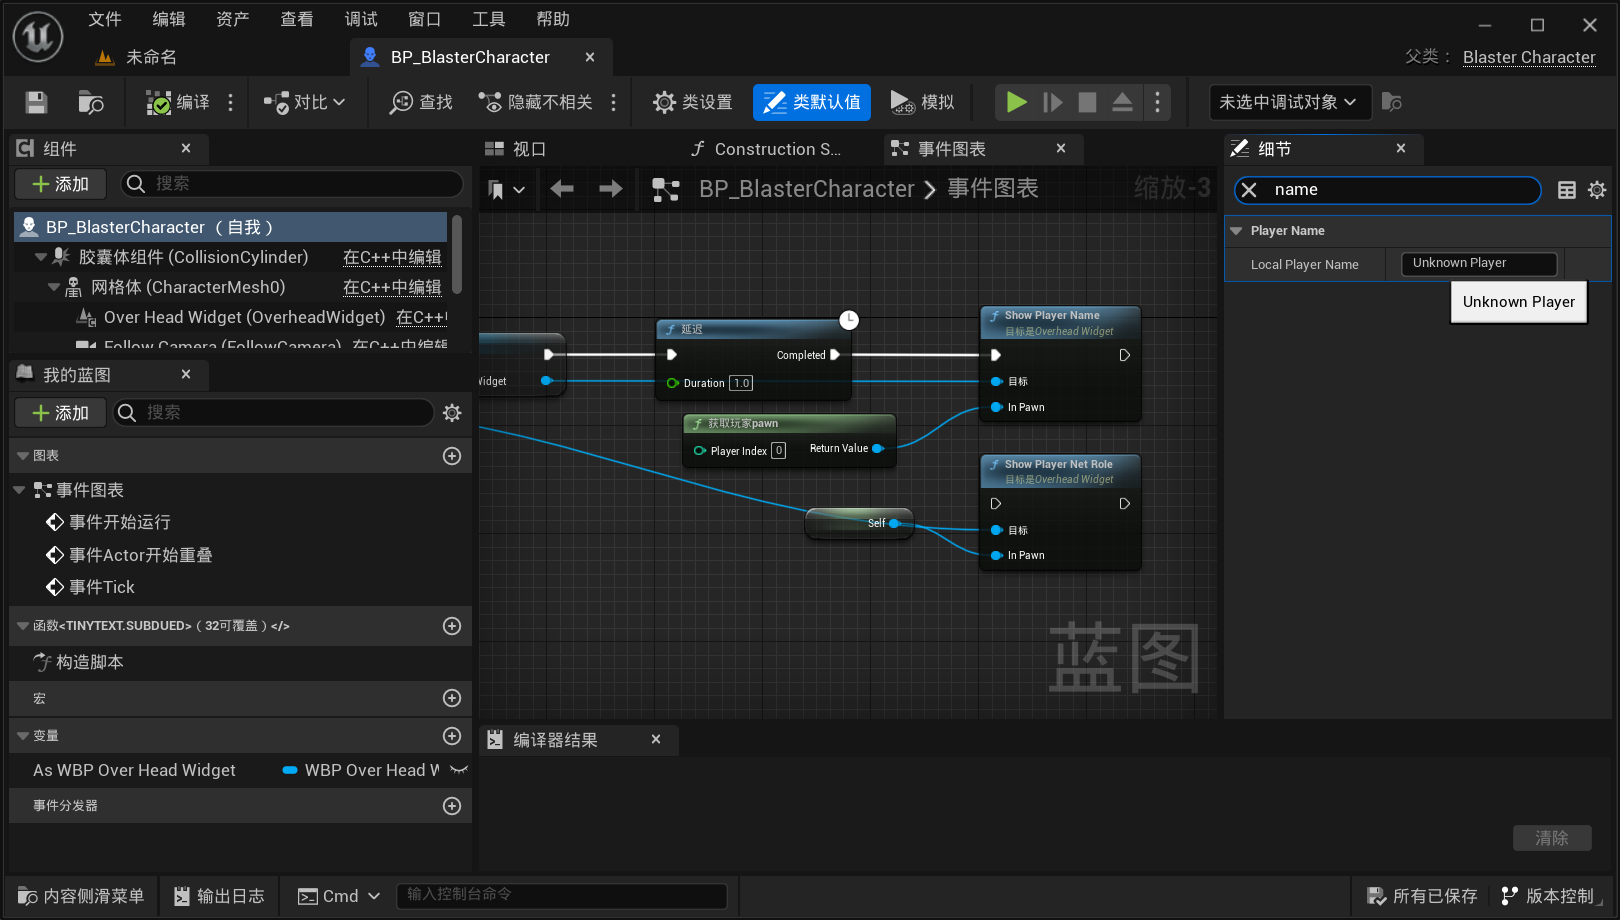 文件 编辑 资产 查看 调试 窗口 工具 帮助
未命名
BP_BlasterCharacter
父类： Blaster Character
编译
对比
查找
隐藏不相关
类设置
类默认值
模拟
未选中调试对象
组件
添加
搜索
BP_BlasterCharacter （自我）
胶囊体组件 (CollisionCylinder) 在C++中编辑
网格体 (CharacterMesh0) 在C++中编辑
Over Head Widget (OverheadWidget) 在C++中
Follow Camera (FollowCamera) 在C++中编辑
我的蓝图
添加
搜索
图表
事件图表
事件开始运行
事件Actor开始重叠
事件Tick
函数<TINYTEXT.SUBDUED>（32可覆盖）</>
构造脚本
宏
变量
As WBP Over Head Widget WBP Over Head W
事件分发器
视口
Construction S...
事件图表
BP_BlasterCharacter 事件图表
缩放-3
Widget
延迟
Completed
Duration 1.0
获取玩家pawn
Player Index 0 Return Value
Self
Show Player Name
目标是Overhead Widget
目标
In Pawn
Show Player Net Role
目标是Overhead Widget
目标
In Pawn
蓝图
编译器结果
清除
细节
name
Player Name
Local Player Name Unknown Player
Unknown Player
内容侧滑菜单
输出日志
Cmd
输入控制台命令
所有已保存
版本控制